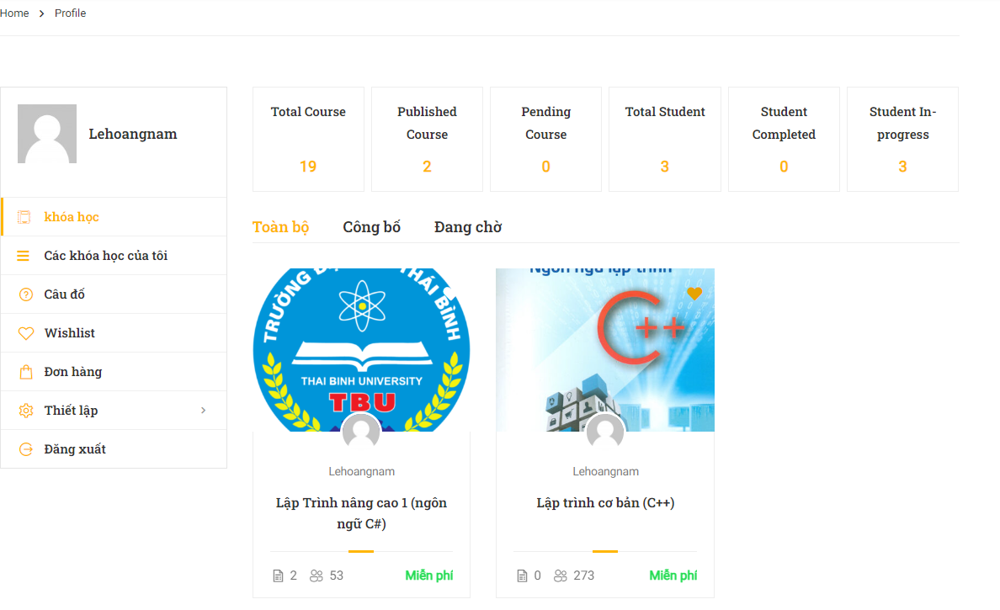 Home > Profile
Lehoangnam
khóa học
Các khóa học của tôi
Câu đố
Wishlist
Đơn hàng
Thiết lập
Đăng xuất
Total Course
19
Published
Course
2
Pending
Course
0
Total Student
3
Student
Completed
0
Student In-
progress
3
Toàn bộ
Công bố
Đang chờ
TRƯỜNG THÁI BÌNH
THAI BINH UNIVERSITY
TBU
Lehoangnam
Lập Trình nâng cao 1 (ngôn
ngữ C#)
2
53
Miễn phí
Ngôn ngữ lập trình
C++
Lehoangnam
Lập trình cơ bản (C++)
0
273
Miễn phí